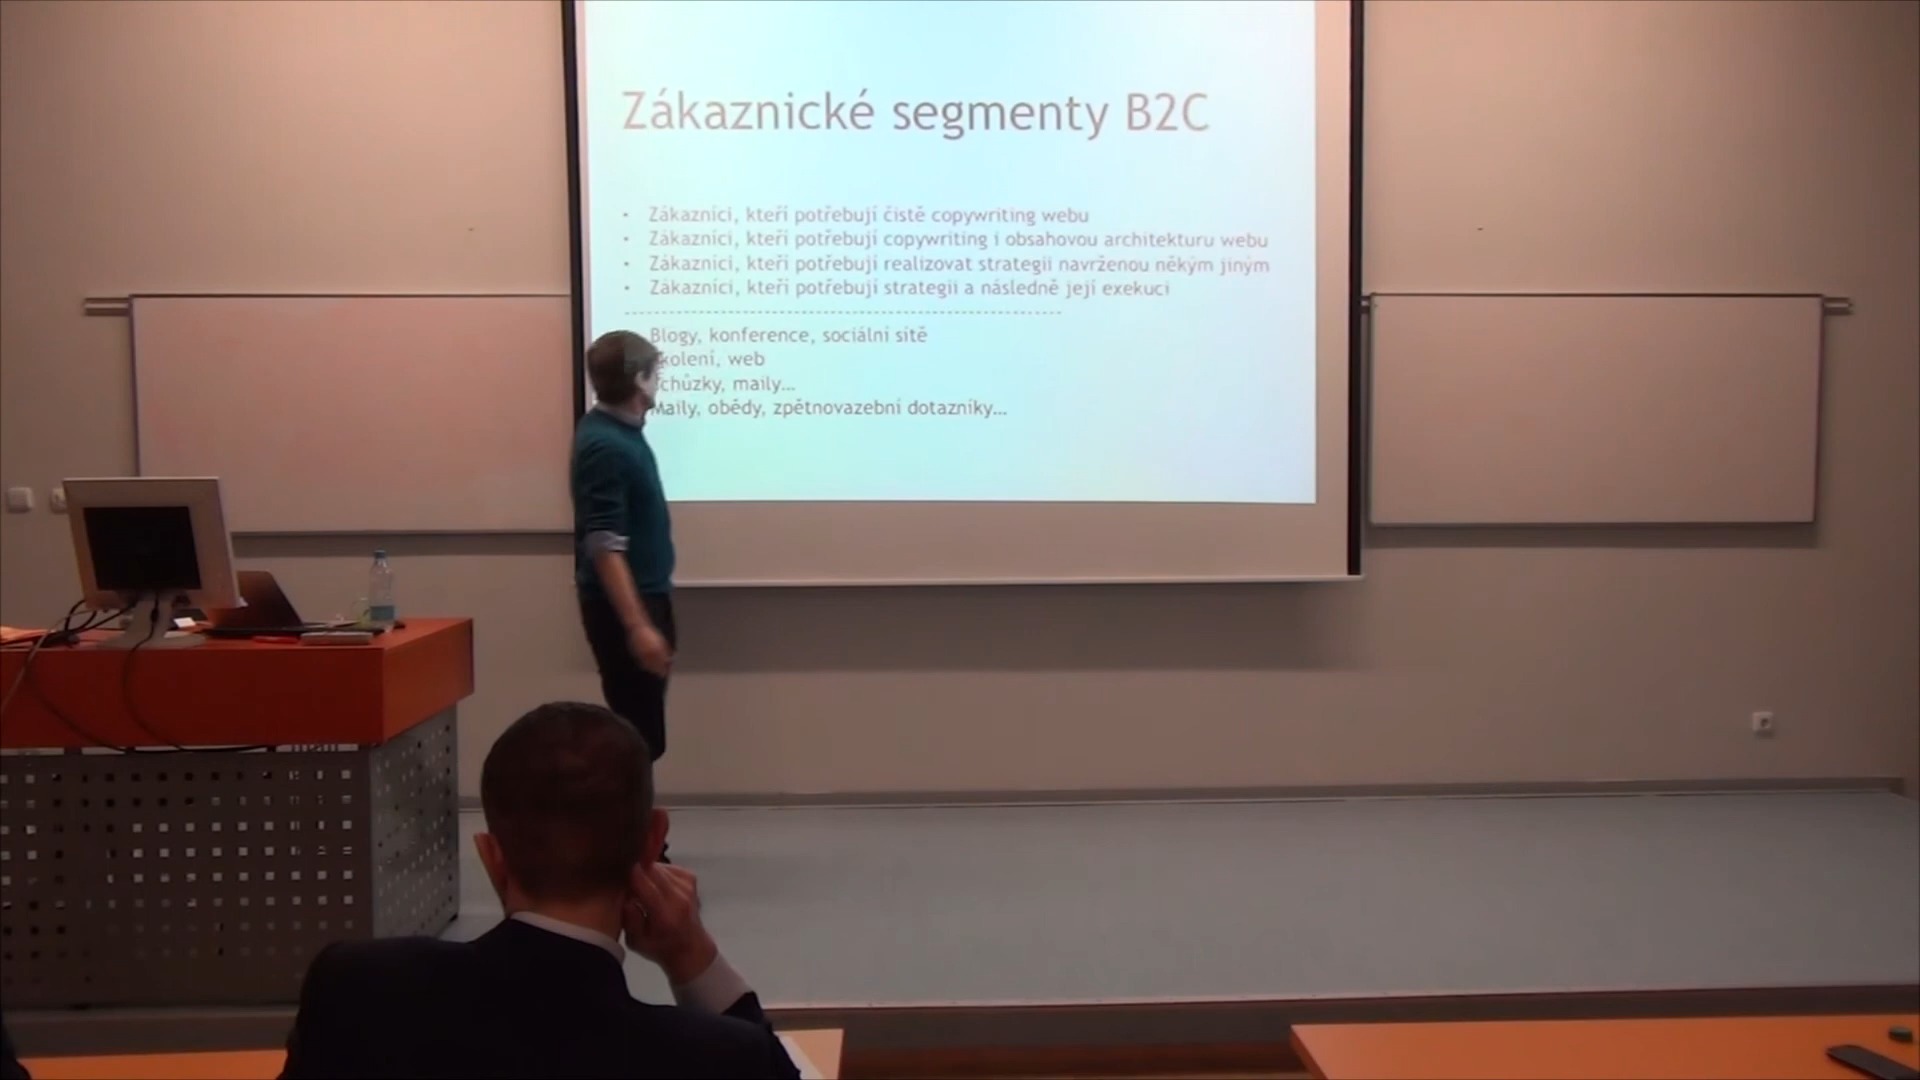 Zákaznické segmenty B2C
• Zákazníci, kteří potřebují čistě copywriting webu
• Zákazníci, kteří potřebují copywriting i obsahovou architekturu webu
• Zákazníci, kteří potřebují realizovat strategii navrženou někým jiným
• Zákazníci, kteří potřebují strategii a následně její exekuci
Blogy, konference, sociální sítě
web
maily...
Maily, obědy, zpětnovazební dotazníky...